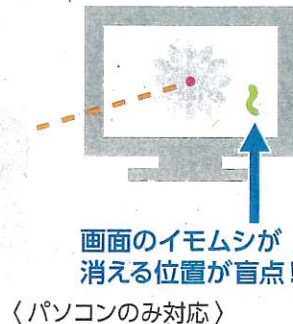 画面のイモムシが
消える位置が盲点!
〈パソコンのみ対応〉